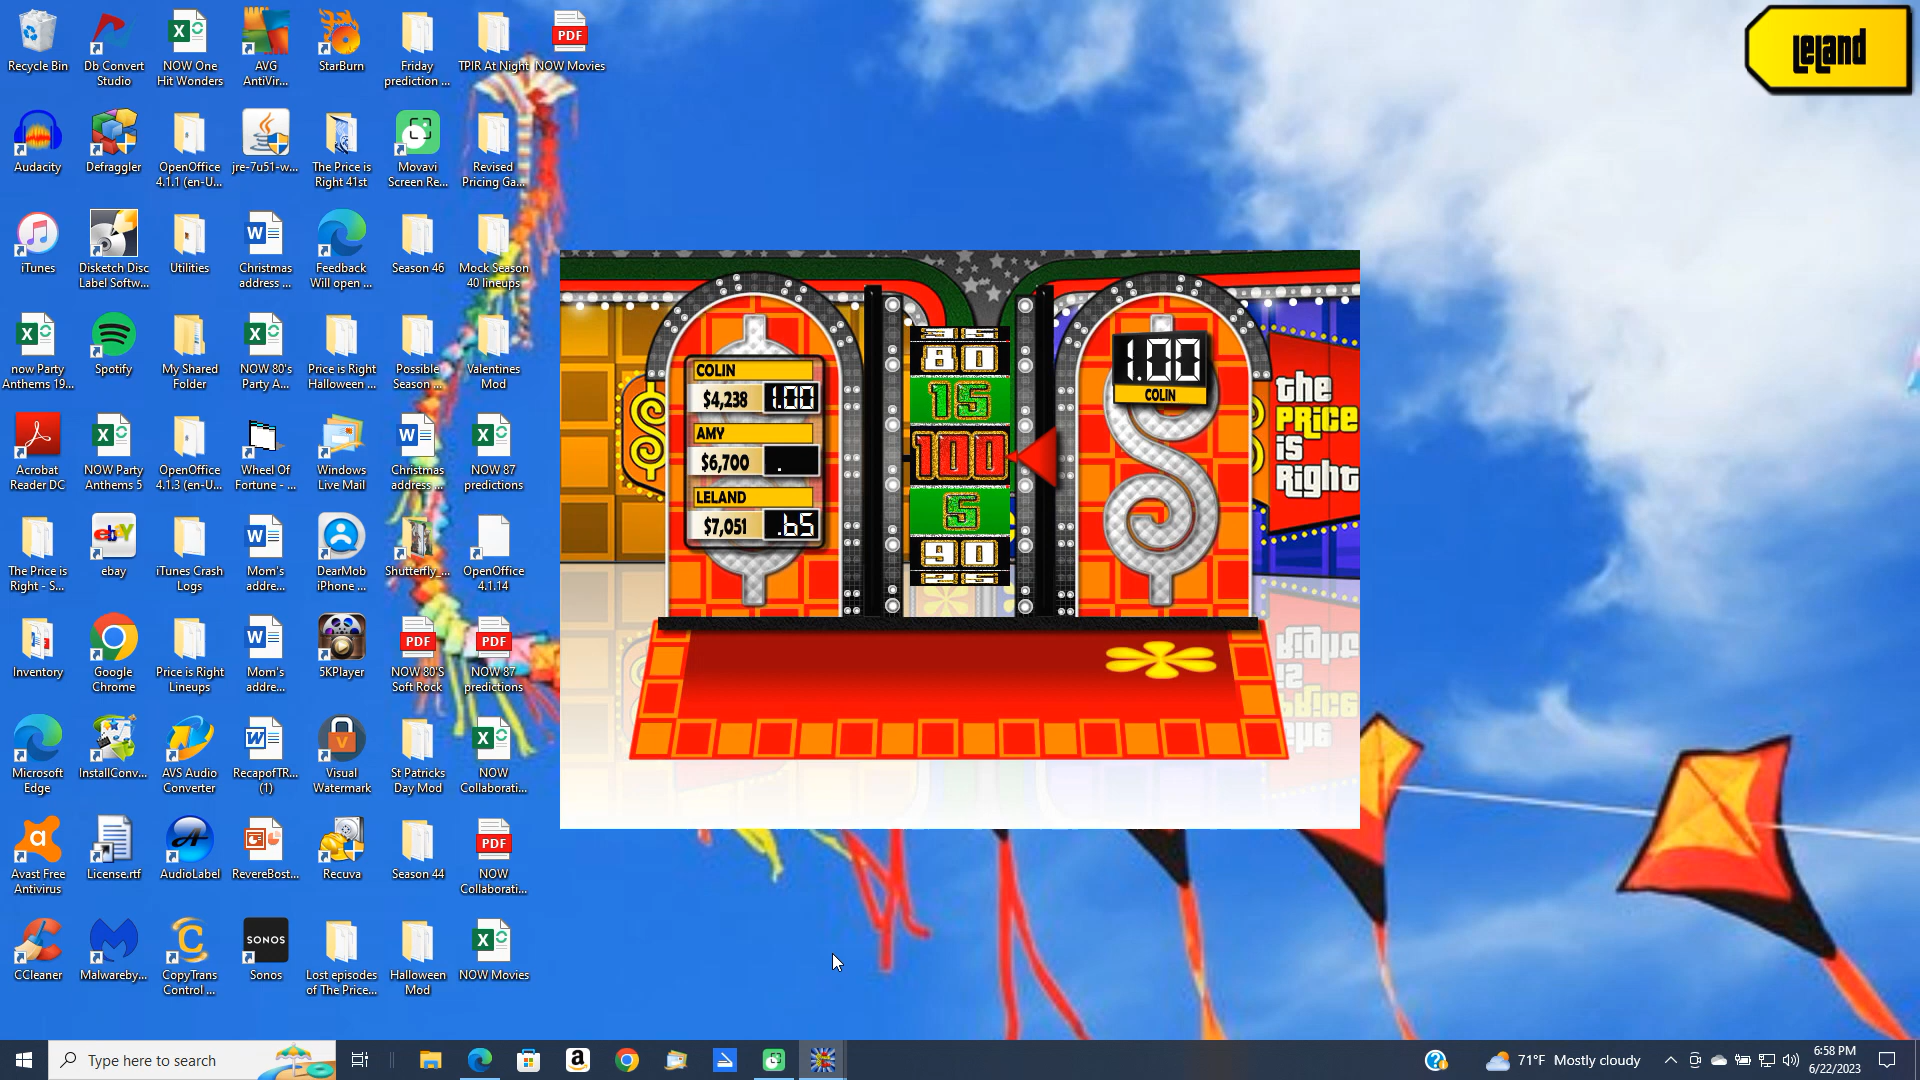 Recycle Bin
Db Convert
Studio
NOW One
Hit Wonders
AVG
AntiVir...
StarBurn
Friday
prediction ...
TPIR At Night
PDF
NOW Movies
Leland
Audacity
Defraggler
OpenOffice
4.1.1 (en-U...
jre-7u51-w...
The Price is
Right 41st
Movavi
Screen Re...
Revised
Pricing Ga...
iTunes
Disketch Disc
Label Softw...
Utilities
Christmas
address ...
Feedback
Will open ...
Season 46
Mock Season
40 lineups
now Party
Anthems 19...
Spotify
My Shared
Folder
NOW 80's
Party A...
Price is Right
Halloween ...
Possible
Season ...
Valentines
Mod
Acrobat
Reader DC
NOW Party
Anthems 5
OpenOffice
4.1.3 (en-U...
Wheel Of
Fortune - ...
Windows
Live Mail
Christmas
address ...
NOW 87
predictions
The Price is
Right - S...
ebay
ebay
iTunes Crash
Logs
Mom's
addre...
DearMob
iPhone ...
Shutterfly_...
OpenOffice
4.1.14
Inventory
Google
Chrome
Price is Right
Lineups
Mom's
addre...
5KPlayer
PDF
NOW 80'S
Soft Rock
PDF
NOW 87
predictions
Microsoft
Edge
InstallConv...
AVS Audio
Converter
RecapofTR...
(1)
Visual
Watermark
St Patricks
Day Mod
NOW
Collaborati...
Avast Free
Antivirus
License.rtf
AudioLabel
RevereBost...
Recuva
Season 44
PDF
NOW
Collaborati...
CCleaner
Malwareby...
CopyTrans
Control ...
SONOS
Sonos
Lost episodes
of The Price...
Halloween
Mod
NOW Movies
COLIN
$4,238 1.00
AMY
$6,700 .
LELAND
$7,051 .65
80
15
100
5
90
1.00
COLIN
the
PRICE
is
Right
Type here to search
71°F Mostly cloudy
6:58 PM
6/22/2023